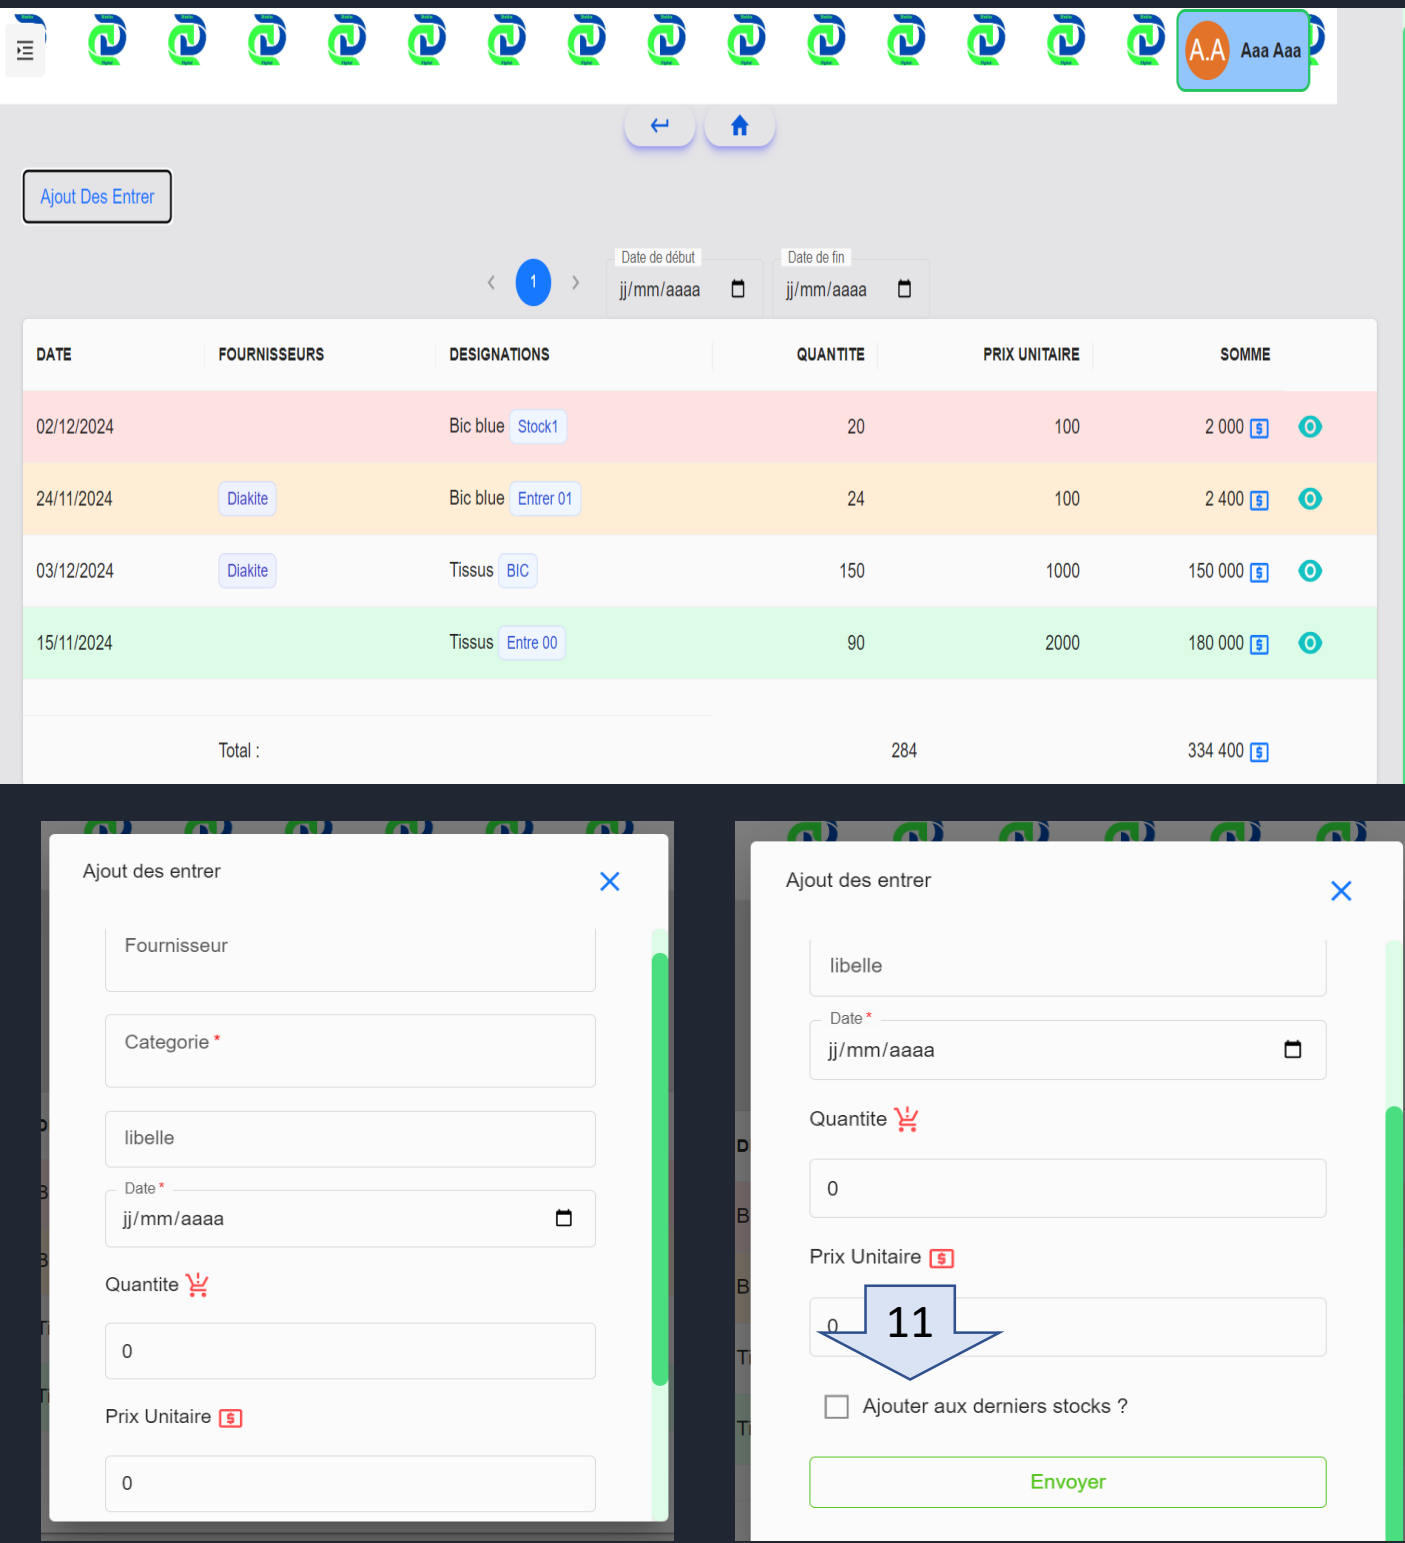 A.A Aaa Aaa
Ajout Des Entrer
Date de début Date de fin
1 jj/mm/aaaa jj/mm/aaaa
DATE FOURNISSEURS DESIGNATIONS QUANTITE PRIX UNITAIRE SOMME
02/12/2024 Bic blue Stock1 20 100 2 000
24/11/2024 Diakite Bic blue Entrer 01 24 100 2 400
03/12/2024 Diakite Tissus BIC 150 1000 150 000
15/11/2024 Tissus Entre 00 90 2000 180 000
Total : 284 334 400
Ajout des entrer
Fournisseur
Categorie *
libelle
Date *
jj/mm/aaaa
Quantite
0
Prix Unitaire
0
Ajout des entrer
libelle
Date *
jj/mm/aaaa
Quantite
0
Prix Unitaire
0
11
Ajouter aux derniers stocks ?
Envoyer